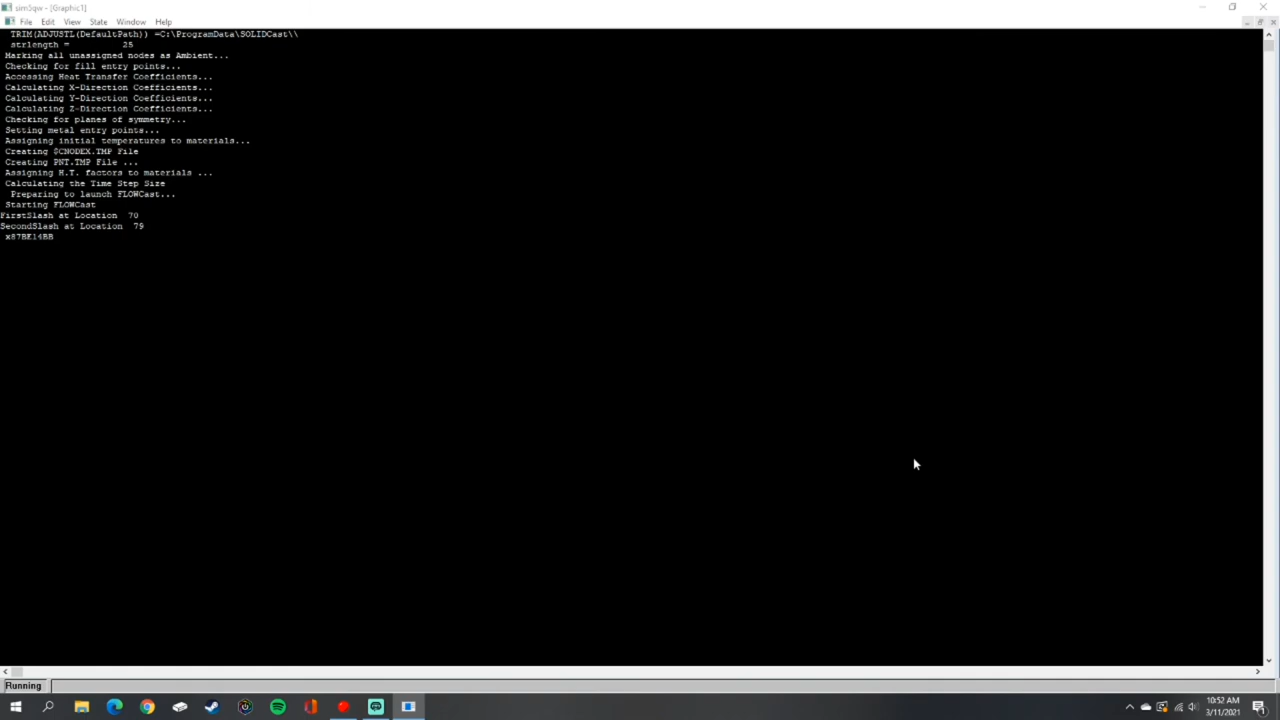 sim5qw - [Graphic1]
File Edit View State Window Help
TRIM(ADJUSTL(DefaultPath)) =C:\ProgramData\SOLIDCast\\
strlength = 25
Marking all unassigned nodes as Ambient...
Checking for fill entry points...
Accessing Heat Transfer Coefficients...
Calculating X-Direction Coefficients...
Calculating Y-Direction Coefficients...
Calculating Z-Direction Coefficients...
Checking for planes of symmetry...
Setting metal entry points...
Assigning initial temperatures to materials...
Creating $CNODEX.TMP File
Creating PNT.TMP File ...
Assigning H.T. factors to materials ...
Calculating the Time Step Size
Preparing to launch FLOWCast...
Starting FLOWCast
FirstSlash at Location 70
SecondSlash at Location 79
x87BE14BB
Running
10:52 AM
3/11/2021